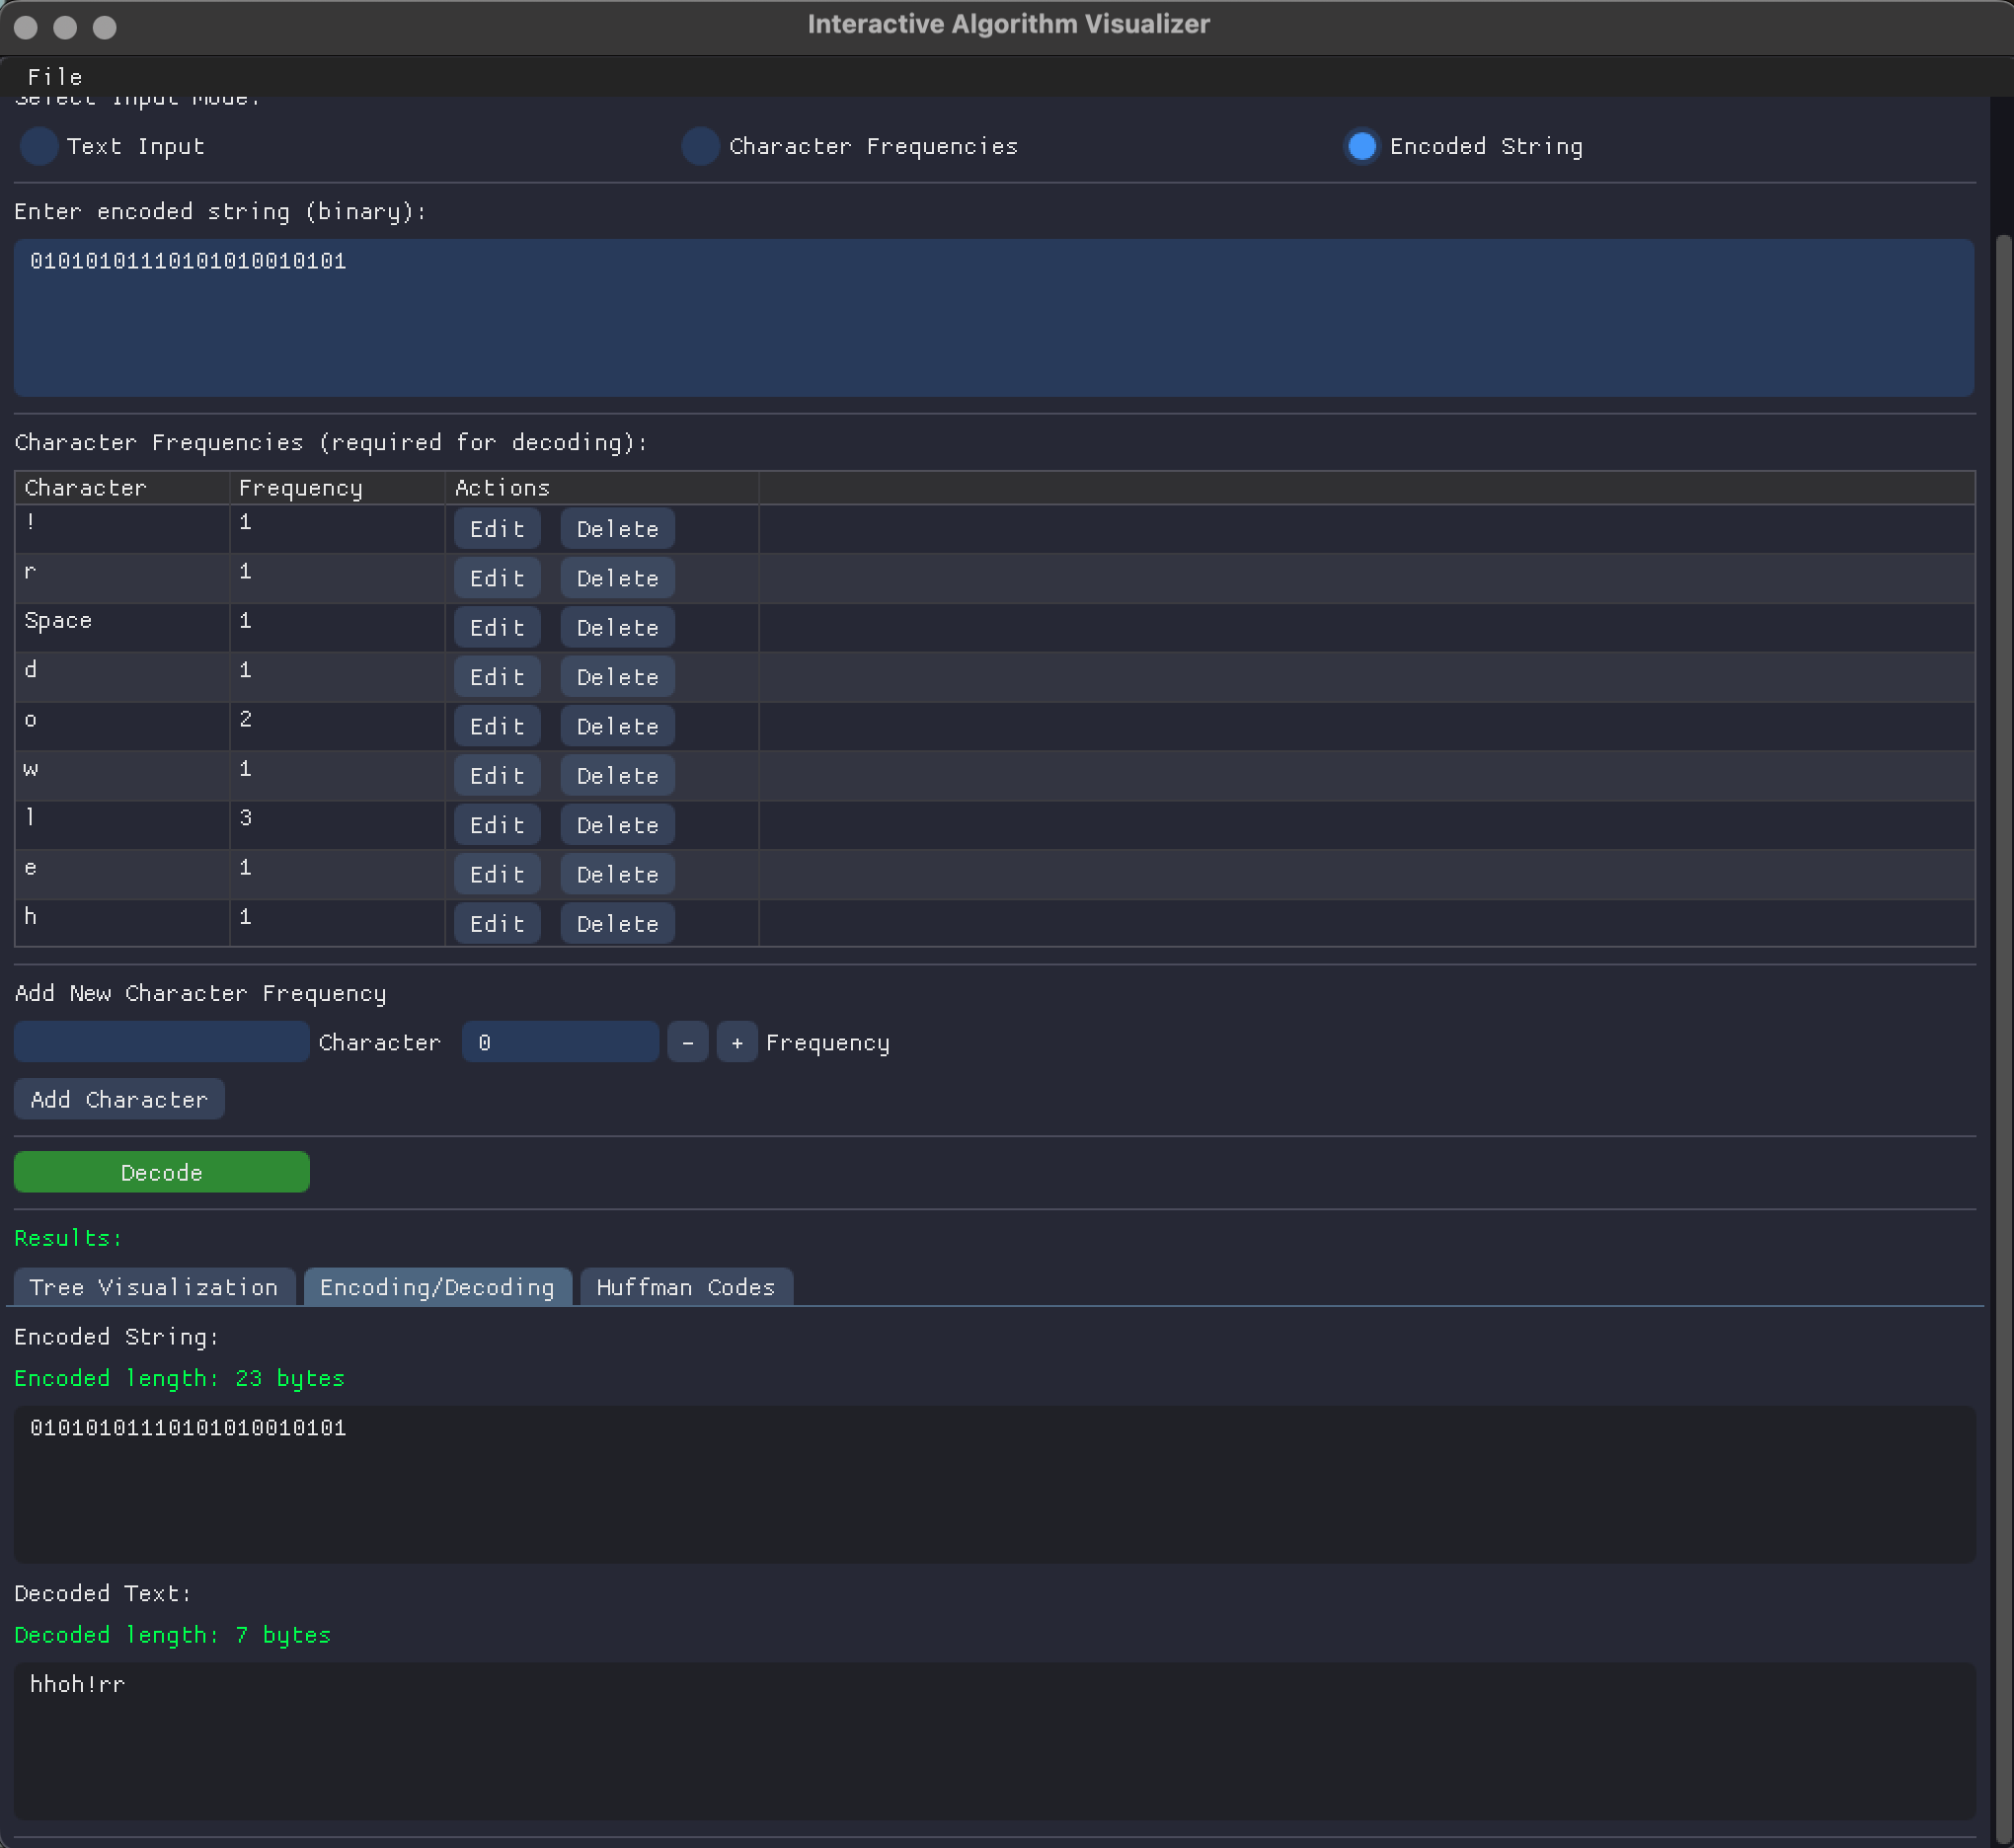 Interactive Algorithm Visualizer
File
Select Input Mode:
Text Input Character Frequencies Encoded String
Enter encoded string (binary):
01010101110101010010101
Character Frequencies (required for decoding):
Character Frequency Actions
! 1 Edit Delete
r 1 Edit Delete
Space 1 Edit Delete
d 1 Edit Delete
o 2 Edit Delete
w 1 Edit Delete
l 3 Edit Delete
e 1 Edit Delete
h 1 Edit Delete
Add New Character Frequency
Character 0 - + Frequency
Add Character
Decode
Results:
Tree Visualization Encoding/Decoding Huffman Codes
Encoded String:
Encoded length: 23 bytes
01010101110101010010101
Decoded Text:
Decoded length: 7 bytes
hhoh!rr